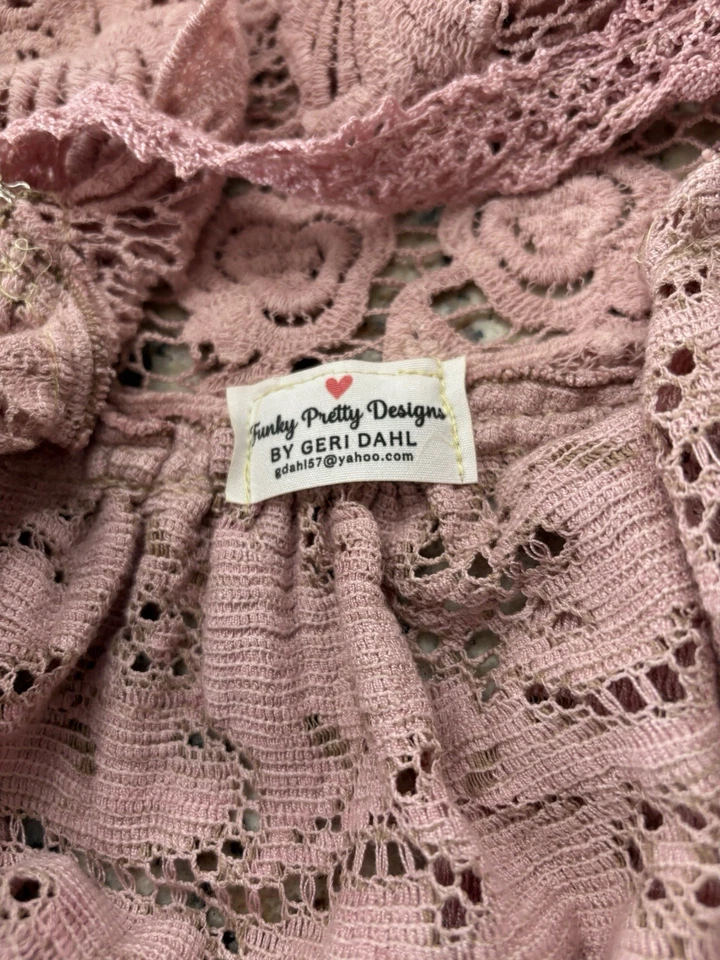 Funky Pretty Designs
BY GERI DAHL
gdahl57@yahoo.com